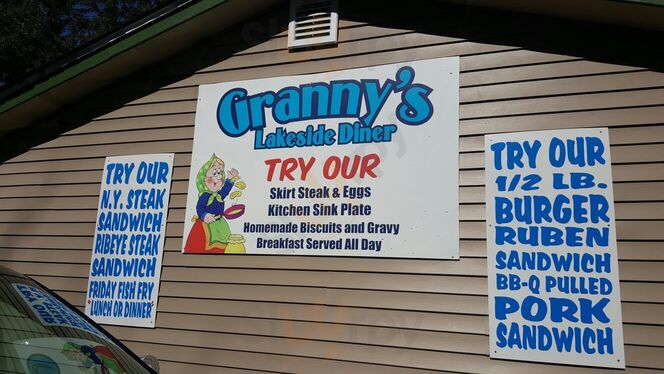 TRY OUR
N.Y. STEAK
SANDWICH
RIBEYE STEAK
SANDWICH
FRIDAY FISH FRY
"LUNCH OR DINNER"
Granny's
Lakeside Diner
TRY OUR
Skirt Steak & Eggs
Kitchen Sink Plate
Homemade Biscuits and Gravy
Breakfast Served All Day
TRY OUR
1/2 LB.
BURGER
RUBEN
SANDWICH
BB-Q PULLED
PORK
SANDWICH